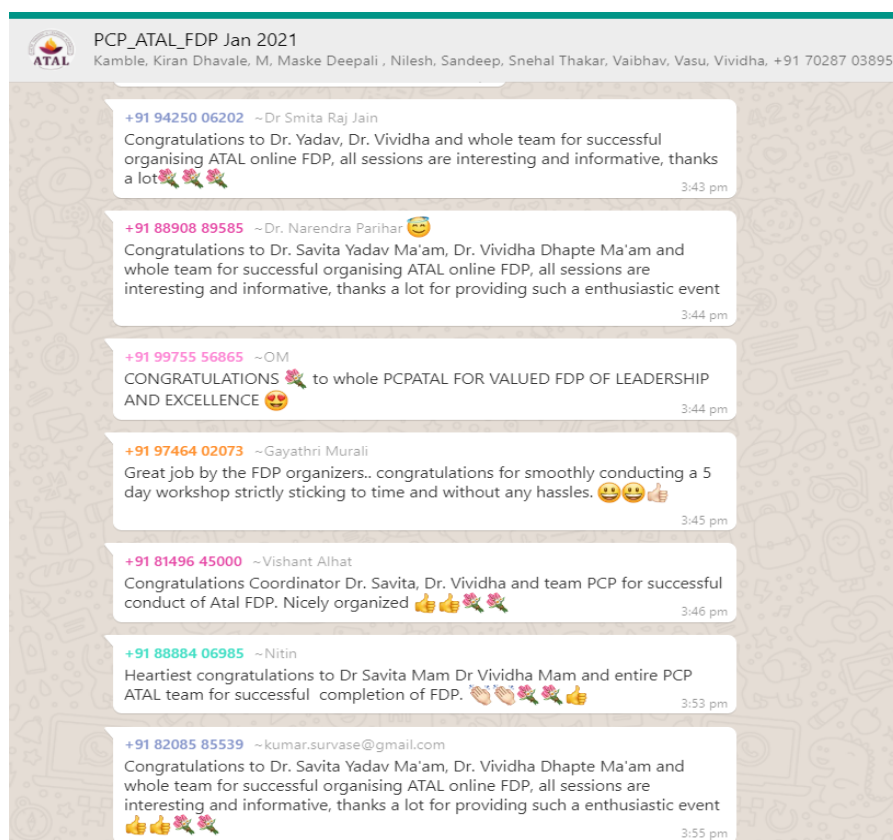 PCP_ATAL_FDP Jan 2021
ATAL
Kamble, Kiran Dhavale, M, Maske Deepali , Nilesh, Sandeep, Snehal Thakar, Vaibhav, Vasu, Vividha, +91 70287 03895
+91 94250 06202 ~Dr Smita Raj Jain
Congratulations to Dr. Yadav, Dr. Vividha and whole team for successful
organising ATAL online FDP, all sessions are interesting and informative, thanks
a lot💐💐💐
3:43 pm
+91 88908 89585 ~Dr. Narendra Parihar 😇
Congratulations to Dr. Savita Yadav Ma'am, Dr. Vividha Dhapte Ma'am and
whole team for successful organising ATAL online FDP, all sessions are
interesting and informative, thanks a lot for providing such a enthusiastic event
3:44 pm
+91 99755 56865 ~OM
CONGRATULATIONS 💐 to whole PCPATAL FOR VALUED FDP OF LEADERSHIP
AND EXCELLENCE 😍
3:44 pm
+91 97464 02073 ~Gayathri Murali
Great job by the FDP organizers.. congratulations for smoothly conducting a 5
day workshop strictly sticking to time and without any hassles. 😃😃👍🏻
3:45 pm
+91 81496 45000 ~Vishant Alhat
Congratulations Coordinator Dr. Savita, Dr. Vividha and team PCP for successful
conduct of Atal FDP. Nicely organized 👍👍💐💐
3:46 pm
+91 88884 06985 ~Nitin
Heartiest congratulations to Dr Savita Mam Dr Vividha Mam and entire PCP
ATAL team for successful completion of FDP. 👏🏻👏🏻💐💐👍
3:53 pm
+91 82085 85539 ~kumar.survase@gmail.com
Congratulations to Dr. Savita Yadav Ma'am, Dr. Vividha Dhapte Ma'am and
whole team for successful organising ATAL online FDP, all sessions are
interesting and informative, thanks a lot for providing such a enthusiastic event
👍👍💐💐
3:55 pm